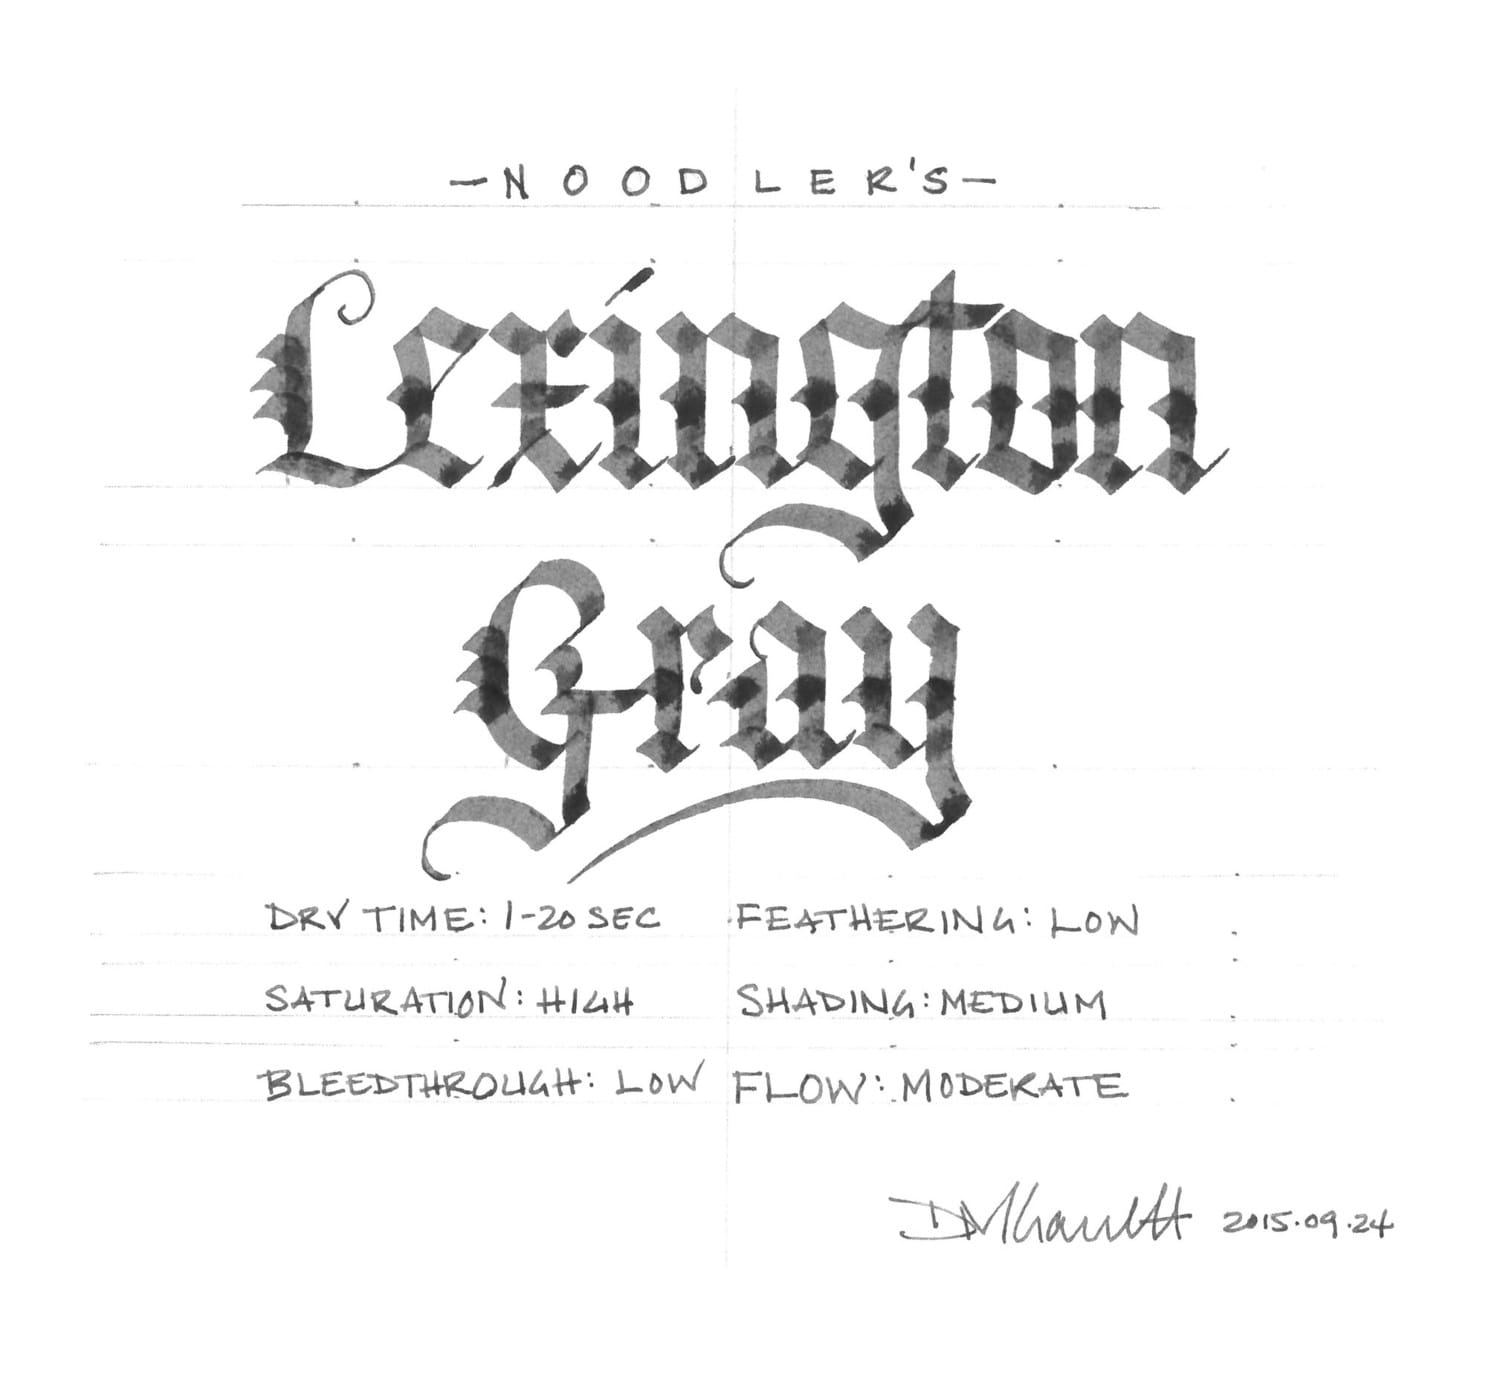 —NOODLER'S—
Lexington
Gray
DRY TIME: 1-20 SEC FEATHERING: LOW
SATURATION: HIGH SHADING: MEDIUM
BLEEDTHROUGH: LOW FLOW: MODERATE
2015.09.24